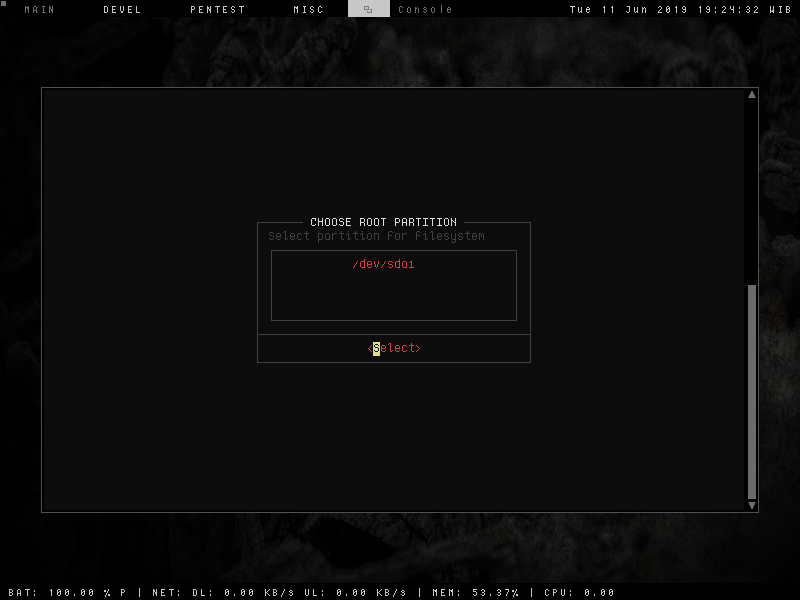 MAIN DEVEL PENTEST MISC Console Tue 11 Jun 2019 19:24:32 WIB
CHOOSE ROOT PARTITION
Select partition for filesystem
/dev/sda1
<Select>
BAT: 100.00 % P | NET: DL: 0.00 KB/s UL: 0.00 KB/s | MEM: 53.37% | CPU: 0.00